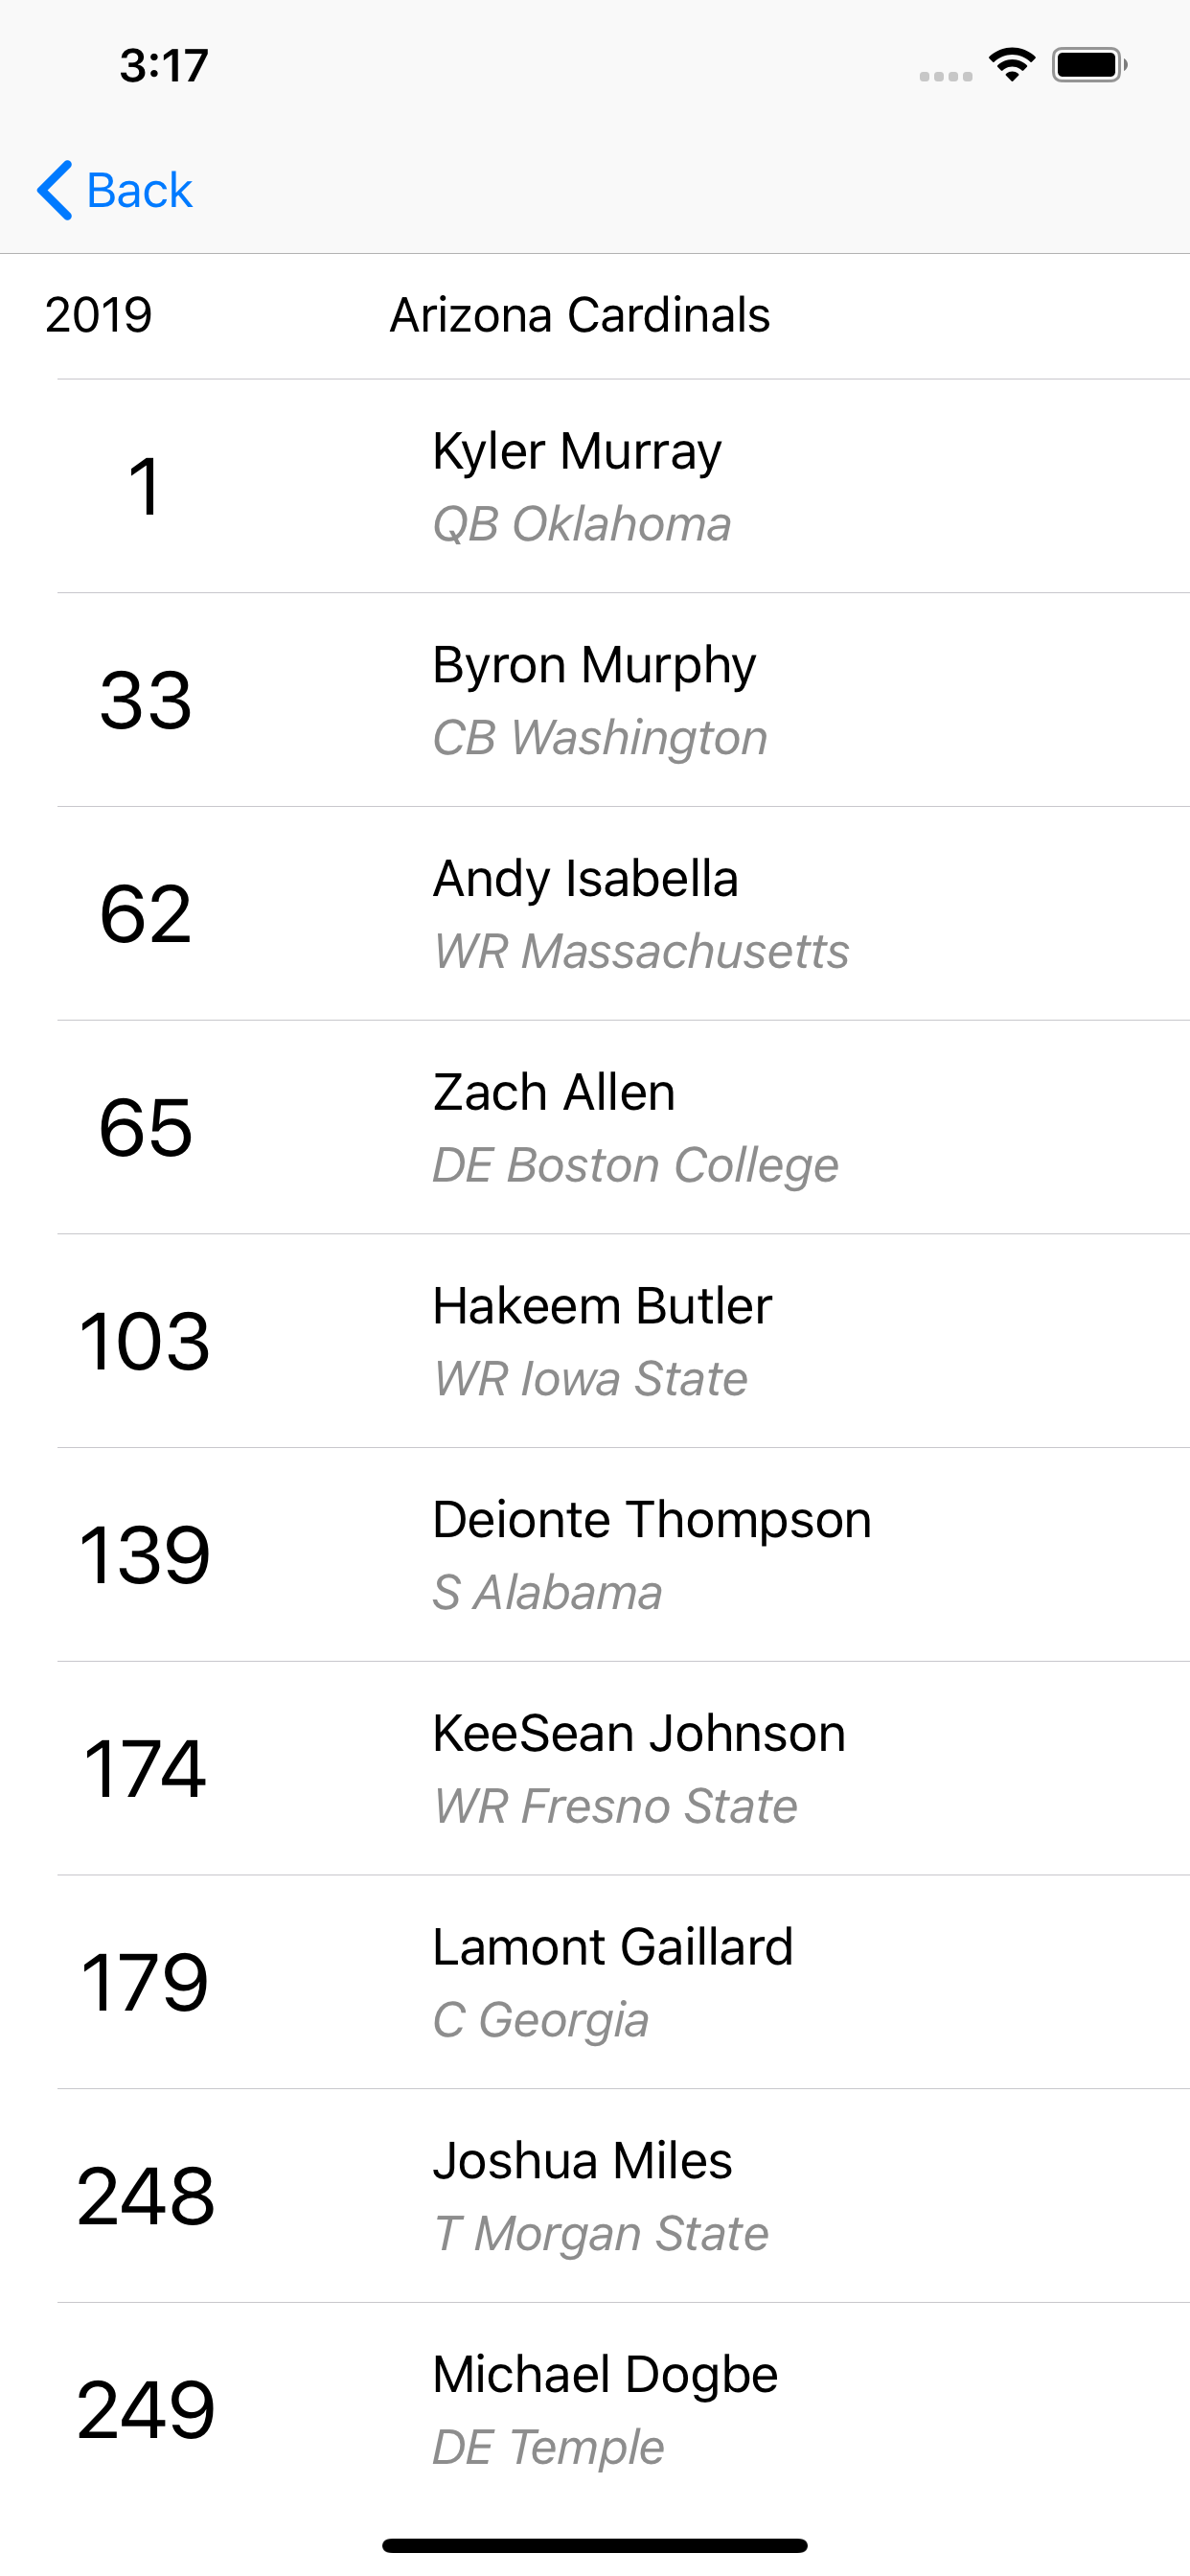 3:17
Back
2019 Arizona Cardinals
1
Kyler Murray
QB Oklahoma
33
Byron Murphy
CB Washington
62
Andy Isabella
WR Massachusetts
65
Zach Allen
DE Boston College
103
Hakeem Butler
WR Iowa State
139
Deionte Thompson
S Alabama
174
KeeSean Johnson
WR Fresno State
179
Lamont Gaillard
C Georgia
248
Joshua Miles
T Morgan State
249
Michael Dogbe
DE Temple